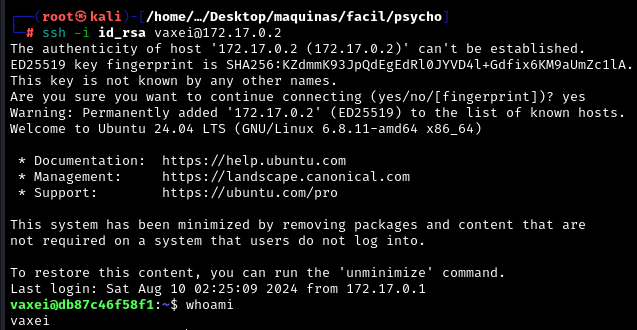 ┌──(root㉿kali)-[/home/…/Desktop/maquinas/facil/psycho]
└─# ssh -i id_rsa vaxei@172.17.0.2
The authenticity of host '172.17.0.2 (172.17.0.2)' can't be established.
ED25519 key fingerprint is SHA256:KZdmmK93JpQdEgEdRl0JYVD4l+Gdfix6KM9aUmZc1lA.
This key is not known by any other names.
Are you sure you want to continue connecting (yes/no/[fingerprint])? yes
Warning: Permanently added '172.17.0.2' (ED25519) to the list of known hosts.
Welcome to Ubuntu 24.04 LTS (GNU/Linux 6.8.11-amd64 x86_64)
* Documentation:  https://help.ubuntu.com
* Management:     https://landscape.canonical.com
* Support:        https://ubuntu.com/pro
This system has been minimized by removing packages and content that are
not required on a system that users do not log into.
To restore this content, you can run the 'unminimize' command.
Last login: Sat Aug 10 02:25:09 2024 from 172.17.0.1
vaxei@db87c46f58f1:~$ whoami
vaxei